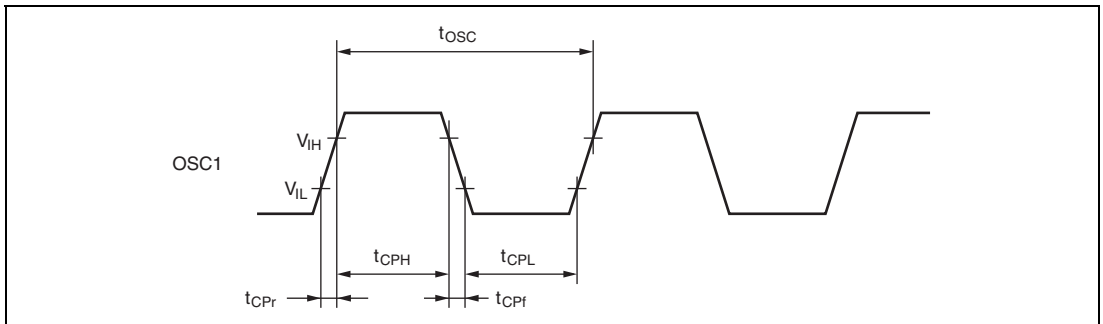 tOSC
VIH
OSC1
VIL
tCPH
tCPL
tCPr
tCPf